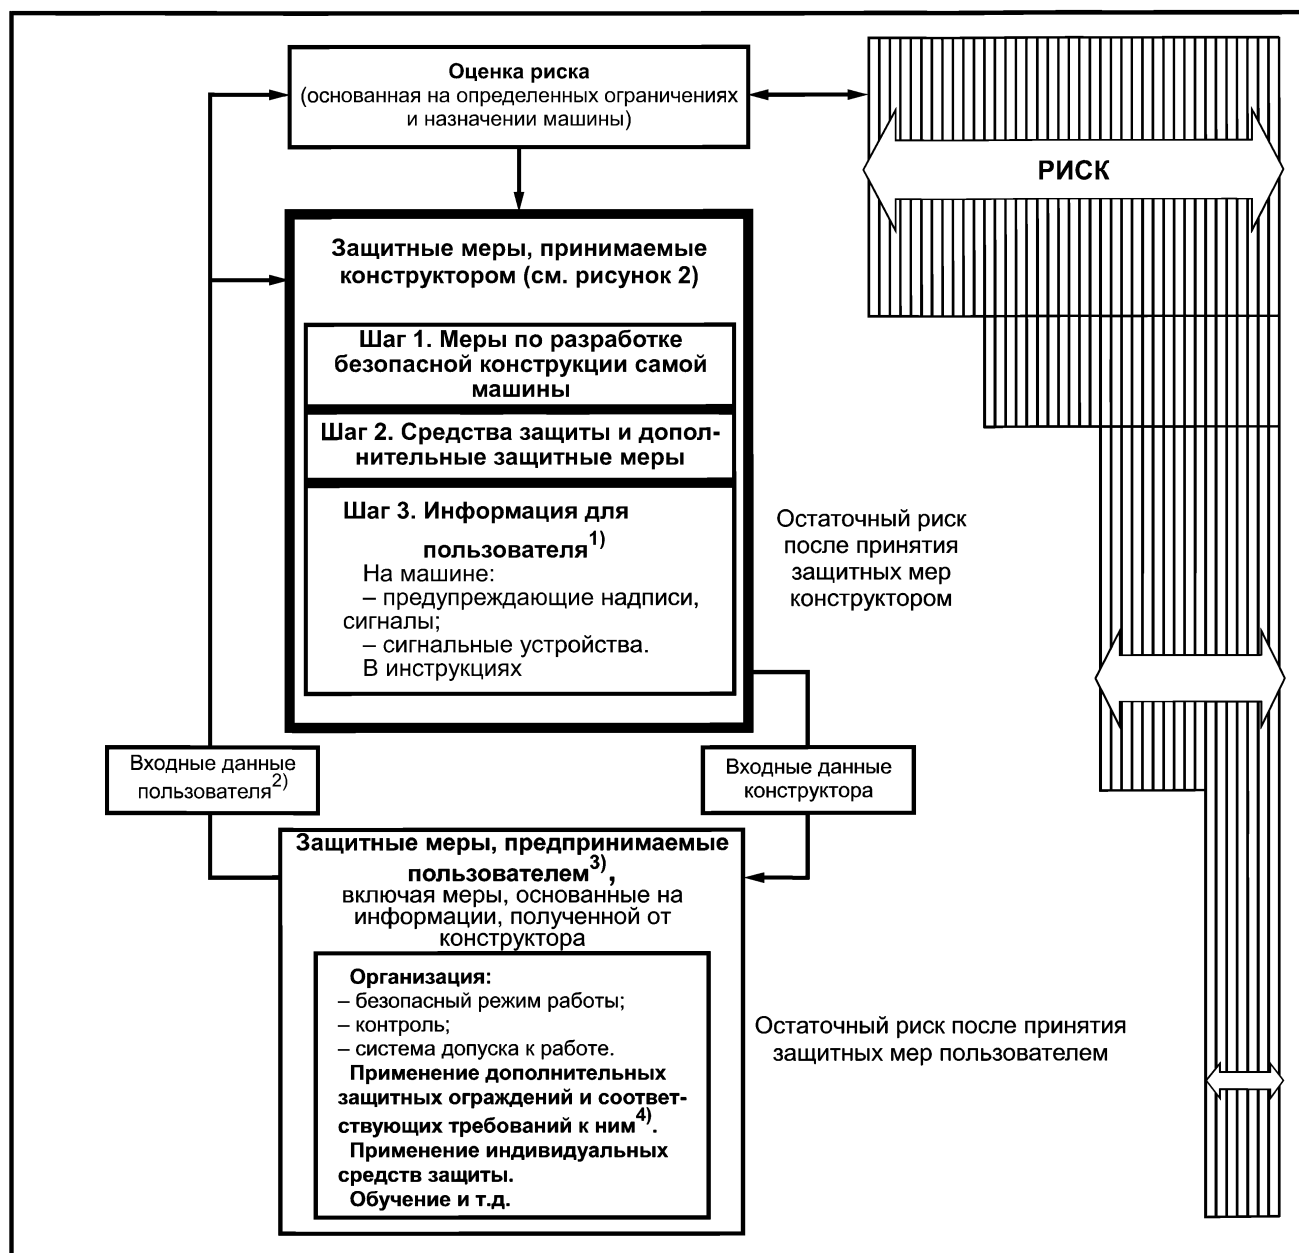 Оценка риска
(основанная на определенных ограничениях
и назначении машины)
РИСК
Защитные меры, принимаемые
конструктором (см. рисунок 2)
Шаг 1. Меры по разработке
безопасной конструкции самой
машины
Шаг 2. Средства защиты и допол-
нительные защитные меры
Шаг 3. Информация для
пользователя1)
На машине:
– предупреждающие надписи,
сигналы;
– сигнальные устройства.
В инструкциях
Остаточный риск
после принятия
защитных мер
конструктором
Входные данные
пользователя2)
Входные данные
конструктора
Защитные меры, предпринимаемые
пользователем3),
включая меры, основанные на
информации, полученной от
конструктора
Организация:
– безопасный режим работы;
– контроль;
– система допуска к работе.
Применение дополнительных
защитных ограждений и соответ-
ствующих требований к ним4).
Применение индивидуальных
средств защиты.
Обучение и т.д.
Остаточный риск после принятия
защитных мер пользователем